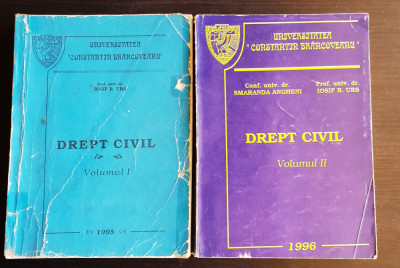 UNIVERSITATEA
"CONSTANTIN BRÂNCOVEANU"
Prof. univ. dr.
IOSIF R. URS
DREPT CIVIL
Volumul I
1995
UNIVERSITATEA
"CONSTANTIN BRÂNCOVEANU"
Conf. univ. dr.
SMARANDA ANGHENI
Prof. univ. dr.
IOSIF R. URS
DREPT CIVIL
Volumul II
1996